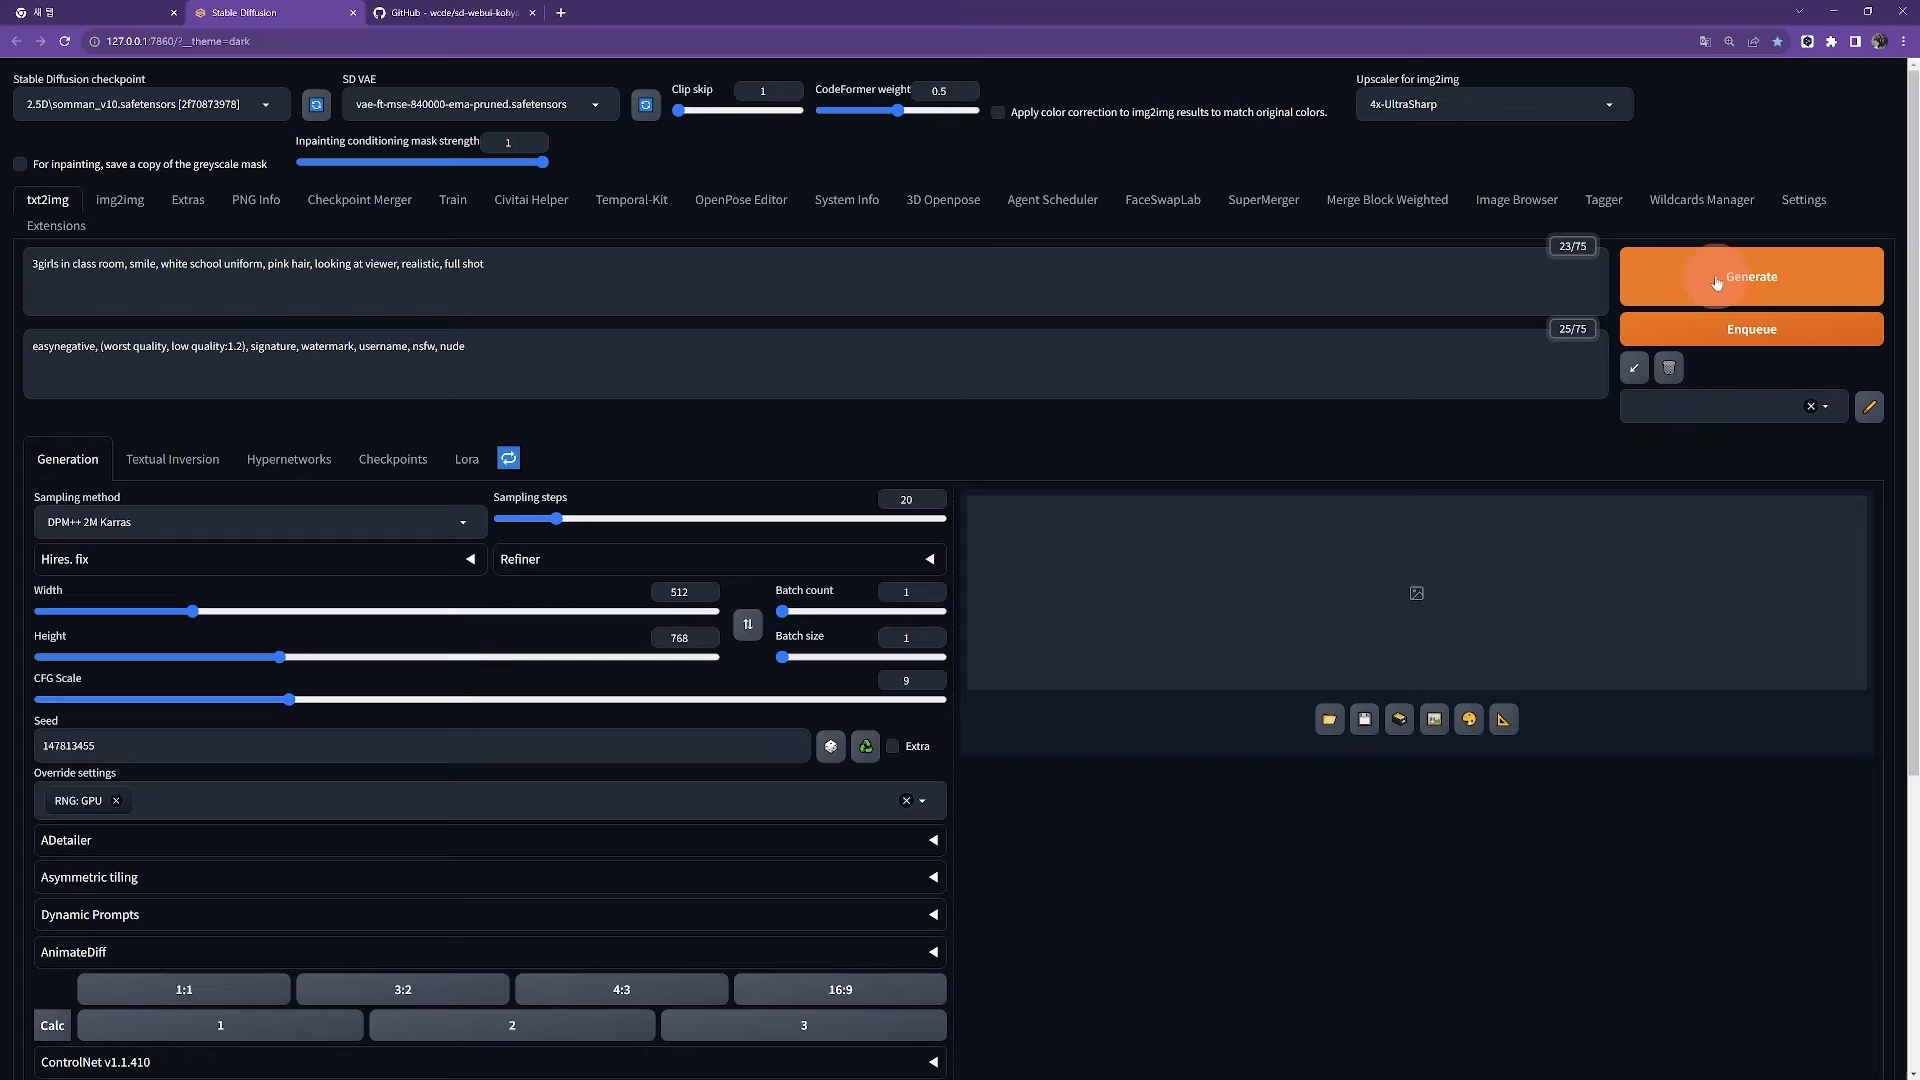 새 탭
Stable Diffusion
GitHub - wcde/sd-webui-kohya
127.0.0.1:7860/?__theme=dark
Stable Diffusion checkpoint
2.5D\somman_v10.safetensors [2f70873978]
SD VAE
vae-ft-mse-840000-ema-pruned.safetensors
Clip skip
1
CodeFormer weight
0.5
Apply color correction to img2img results to match original colors.
Upscaler for img2img
4x-UltraSharp
For inpainting, save a copy of the greyscale mask
Inpainting conditioning mask strength
1
txt2img
img2img
Extras
PNG Info
Checkpoint Merger
Train
Civitai Helper
Temporal-Kit
OpenPose Editor
System Info
3D Openpose
Agent Scheduler
FaceSwapLab
SuperMerger
Merge Block Weighted
Image Browser
Tagger
Wildcards Manager
Settings
Extensions
3girls in class room, smile, white school uniform, pink hair, looking at viewer, realistic, full shot
23/75
Generate
easynegative, (worst quality, low quality:1.2), signature, watermark, username, nsfw, nude
25/75
Enqueue
Generation
Textual Inversion
Hypernetworks
Checkpoints
Lora
Sampling method
DPM++ 2M Karras
Sampling steps
20
Hires. fix
Refiner
Width
512
Batch count
1
Height
768
Batch size
1
CFG Scale
9
Seed
147813455
Extra
Override settings
RNG: GPU
ADetailer
Asymmetric tiling
Dynamic Prompts
AnimateDiff
1:1
3:2
4:3
16:9
Calc
1
2
3
ControlNet v1.1.410